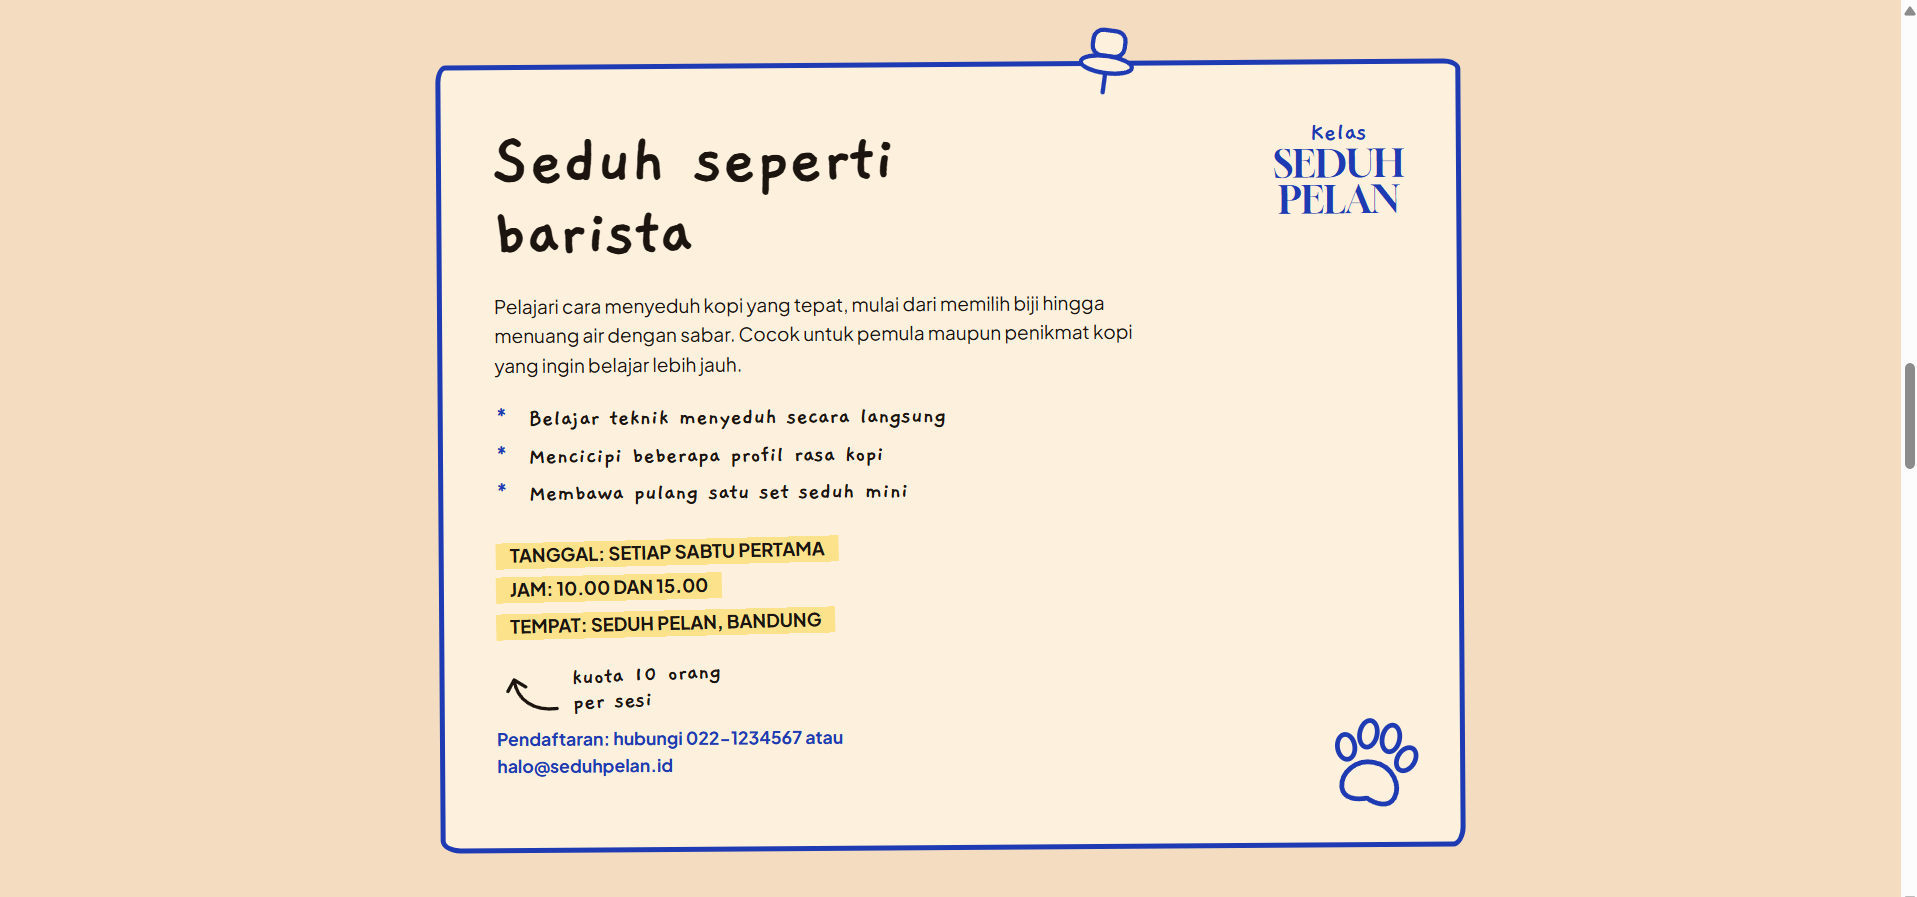 Seduh seperti
barista
Kelas
SEDUH
PELAN
Pelajari cara menyeduh kopi yang tepat, mulai dari memilih biji hingga
menuang air dengan sabar. Cocok untuk pemula maupun penikmat kopi
yang ingin belajar lebih jauh.
* Belajar teknik menyeduh secara langsung
* Mencicipi beberapa profil rasa kopi
* Membawa pulang satu set seduh mini
TANGGAL: SETIAP SABTU PERTAMA
JAM: 10.00 DAN 15.00
TEMPAT: SEDUH PELAN, BANDUNG
kuota 10 orang
per sesi
Pendaftaran: hubungi 022-1234567 atau
halo@seduhpelan.id